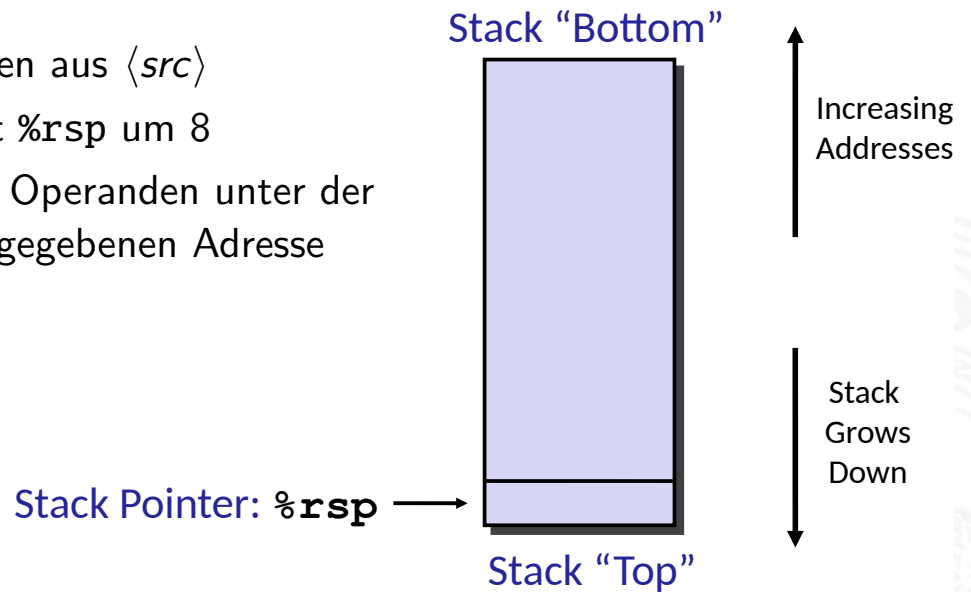 Stack “Bottom”
en aus ⟨src⟩
%rsp um 8
Operanden unter der
gegebenen Adresse
Increasing
Addresses
Stack
Grows
Down
Stack Pointer: %rsp
Stack “Top”